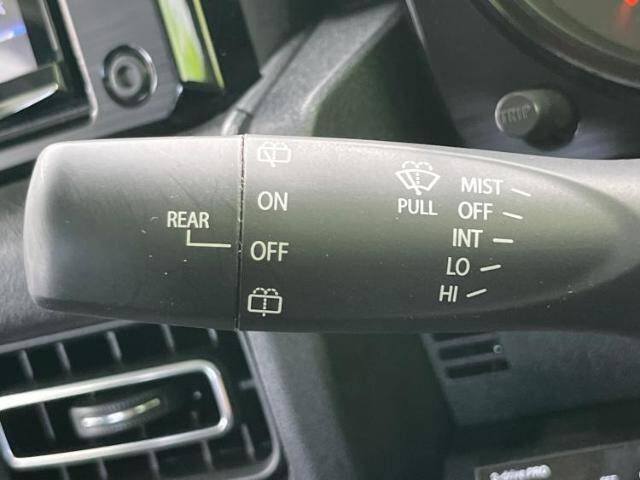 TRIP
REAR
ON
OFF
PULL
MIST
OFF
INT
LO
HI